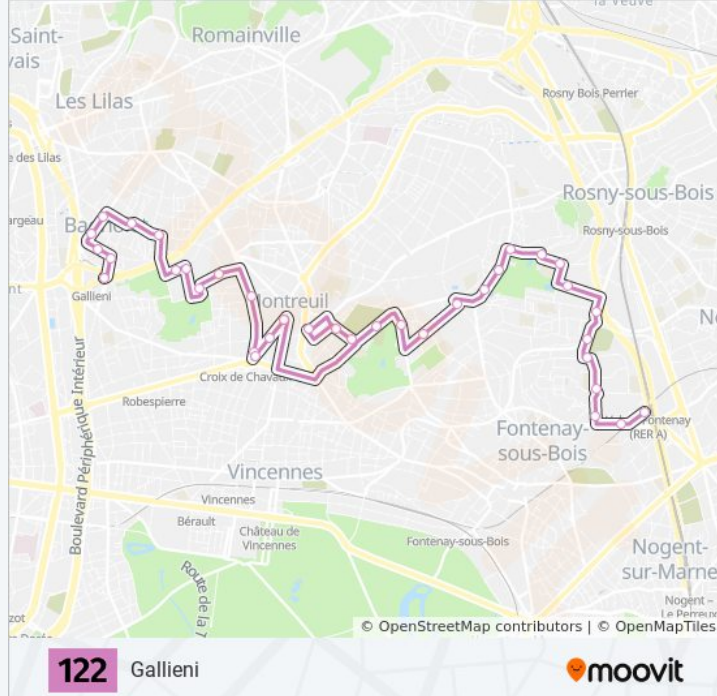 la Veuve
Saint-
vais
Romainville
Les Lilas
Rosny Bois Perrier
e des Lilas
Rosny-sous-Bois
argeau
Rosny-sous-Bois
Gallieni
Montreuil
Croix de Chavau
Robespierre
Boulevard Périphérique Intérieur
Fontenay-
sous-Bois
Fontenay
(RER A)
Vincennes
Vincennes
Bérault
Château de
Vincennes
Fontenay-sous-Bois
Route de la
Nogent-
sur-Marne
Nogent –
Le Perreux
© OpenStreetMap contributors | © OpenMapTiles
122 Gallieni
moovit